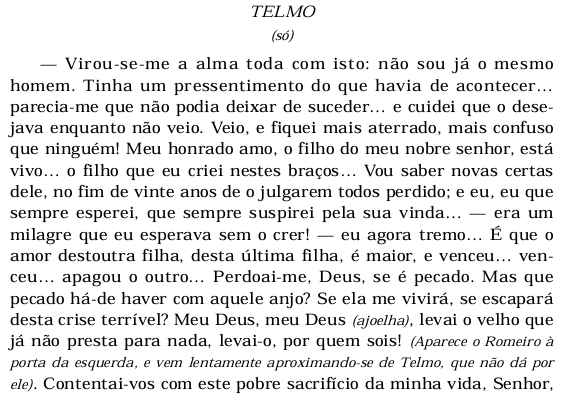 TELMO
(só)
— Virou-se-me a alma toda com isto: não sou já o mesmo
homem. Tinha um pressentimento do que havia de acontecer...
parecia-me que não podia deixar de suceder... e cuidei que o dese-
java enquanto não veio. Veio, e fiquei mais aterrado, mais confuso
que ninguém! Meu honrado amo, o filho do meu nobre senhor, está
vivo... o filho que eu criei nestes braços... Vou saber novas certas
dele, no fim de vinte anos de o julgarem todos perdido; e eu, eu que
sempre esperei, que sempre suspirei pela sua vinda... — era um
milagre que eu esperava sem o crer! — eu agora tremo... É que o
amor destoutra filha, desta última filha, é maior, e venceu... ven-
ceu... apagou o outro... Perdoai-me, Deus, se é pecado. Mas que
pecado há-de haver com aquele anjo? Se ela me vivirá, se escapará
desta crise terrível? Meu Deus, meu Deus (ajoelha), levai o velho que
já não presta para nada, levai-o, por quem sois! (Aparece o Romeiro à
porta da esquerda, e vem lentamente aproximando-se de Telmo, que não dá por
ele). Contentai-vos com este pobre sacrifício da minha vida, Senhor,